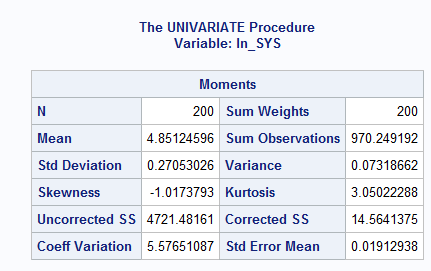 The UNIVARIATE Procedure
Variable: ln_SYS
Moments
N 200 Sum Weights 200
Mean 4.85124596 Sum Observations 970.249192
Std Deviation 0.27053026 Variance 0.07318662
Skewness -1.0173793 Kurtosis 3.05022288
Uncorrected SS 4721.48161 Corrected SS 14.5641375
Coeff Variation 5.57651087 Std Error Mean 0.01912938